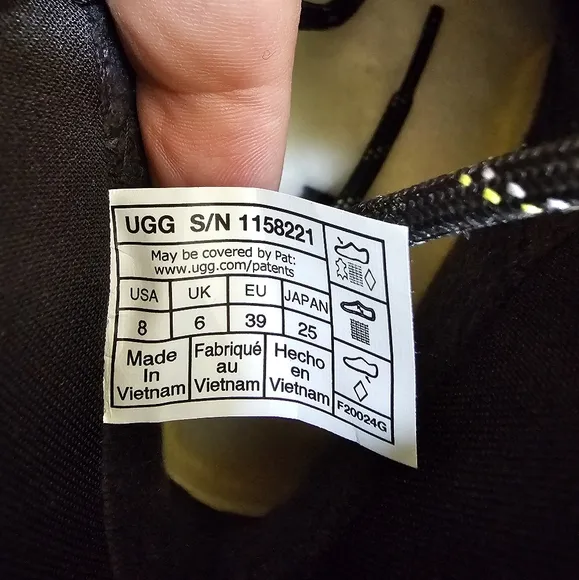 UGG S/N 1158221
May be covered by Pat:
www.ugg.com/patents
USA UK EU JAPAN
8 6 39 25
Made In Vietnam
Fabriqué au Vietnam
Hecho en Vietnam
F20024G